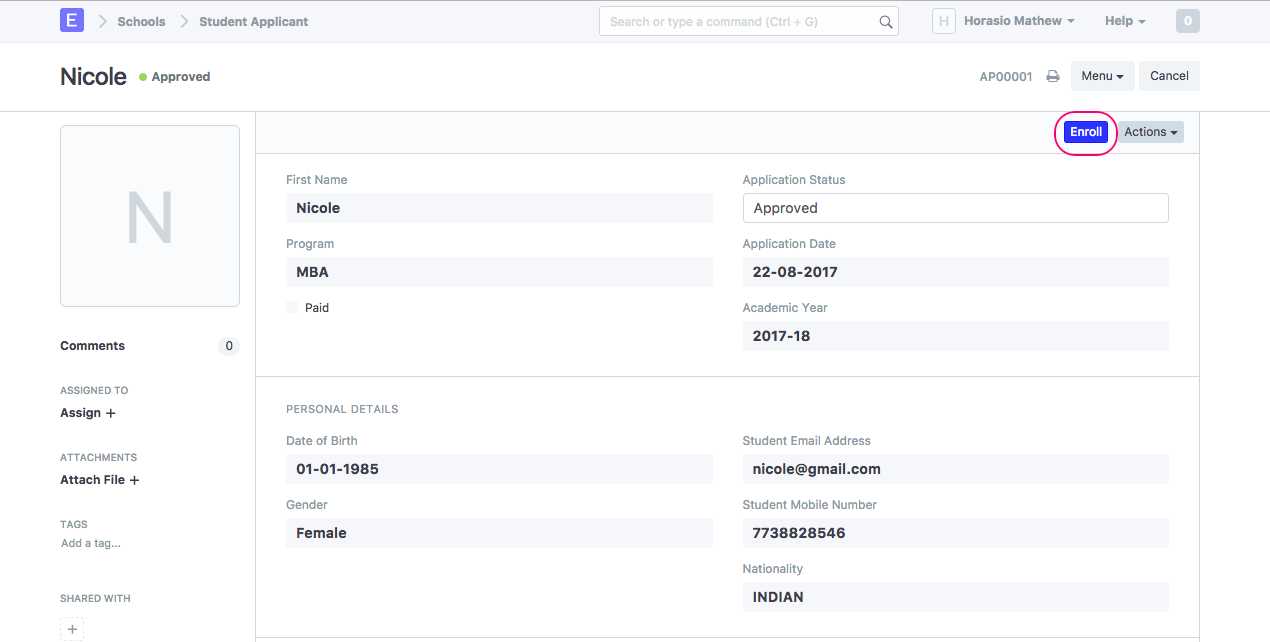 E Schools Student Applicant Search or type a command (Ctrl + G) H Horasio Mathew Help 0
Nicole Approved AP00001 Menu Cancel
Enroll Actions
N
Comments 0
ASSIGNED TO
Assign +
ATTACHMENTS
Attach File +
TAGS
Add a tag...
SHARED WITH
+
First Name
Nicole
Program
MBA
Paid
Application Status
Approved
Application Date
22-08-2017
Academic Year
2017-18
PERSONAL DETAILS
Date of Birth
01-01-1985
Gender
Female
Student Email Address
nicole@gmail.com
Student Mobile Number
7738828546
Nationality
INDIAN